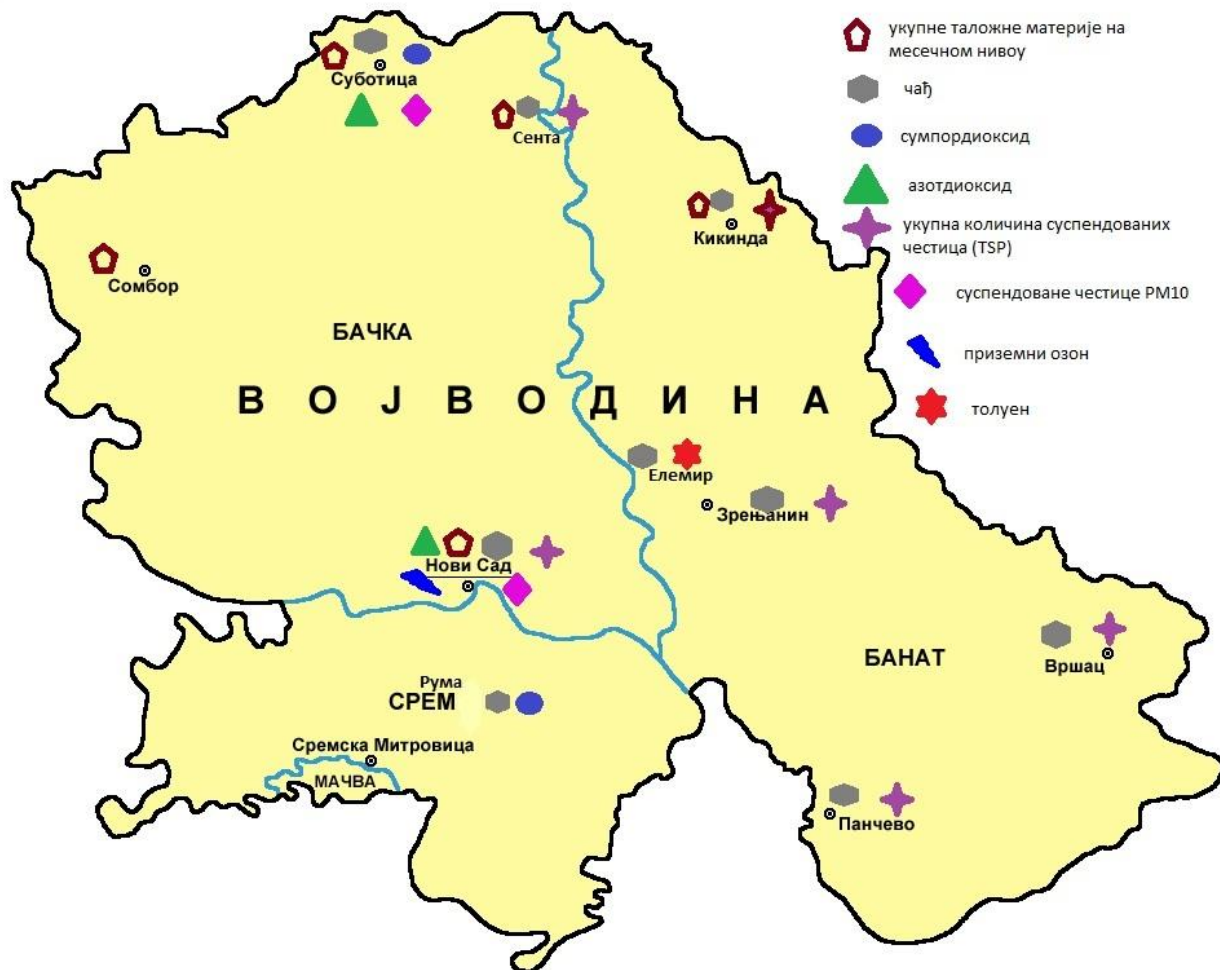 укупне таложне материје на
месечном нивоу
чађ
сумпордиоксид
азотдиоксид
укупна количина суспендованих
честица (TSP)
суспендоване честице PM10
приземни озон
толуен
Суботица
Сента
Кикинда
Сомбор
БАЧКА
ВОЈВОДИНА
Елемир
Зрењанин
Нови Сад
БАНАТ
Вршац
Рума
СРЕМ
Сремска Митровица
МАЧВА
Панчево